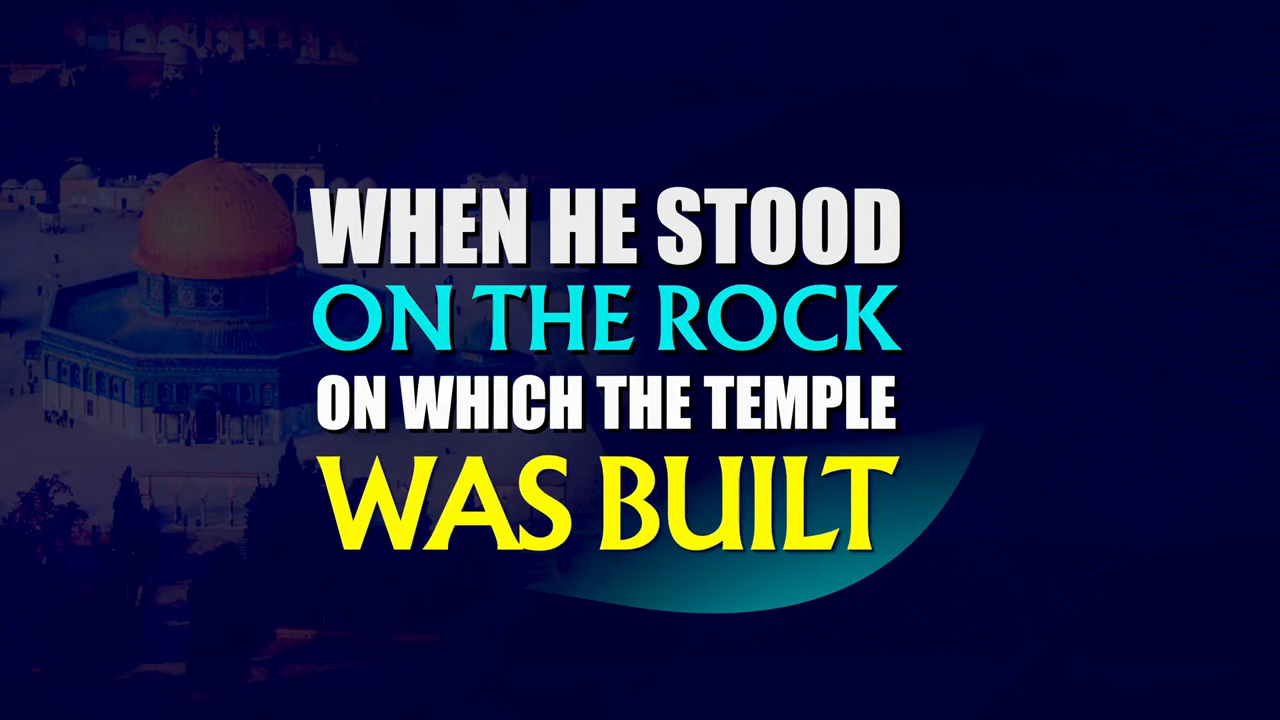 WHEN HE STOOD
ON THE ROCK
ON WHICH THE TEMPLE
WAS BUILT